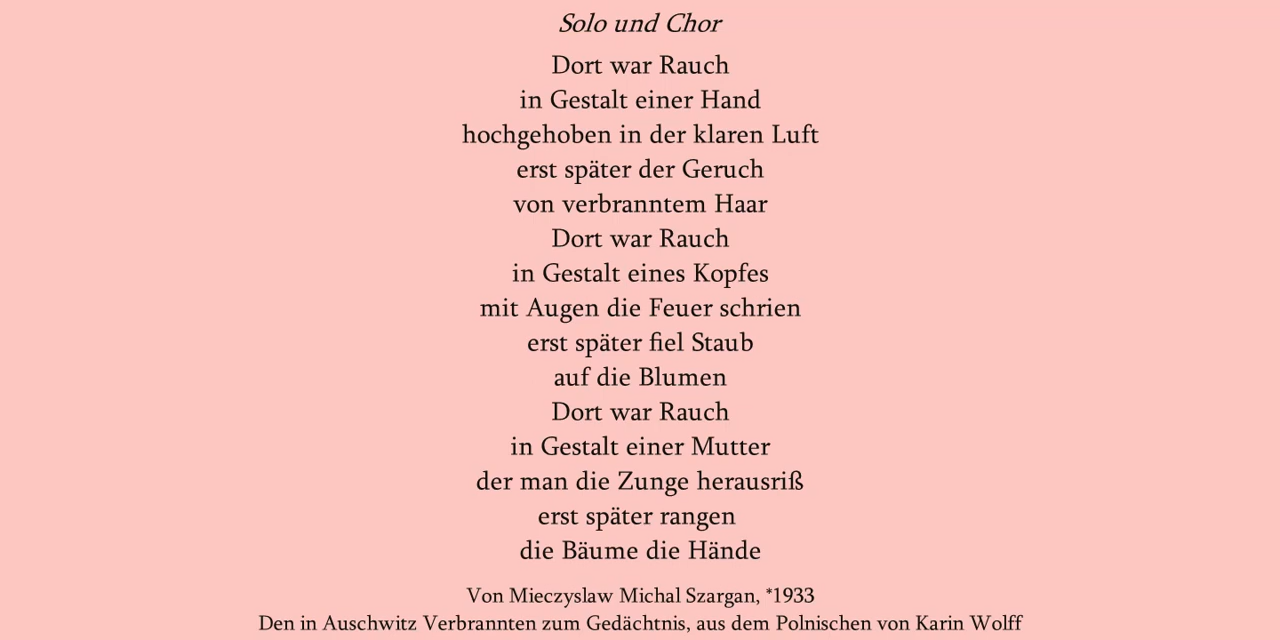 Solo und Chor
Dort war Rauch
in Gestalt einer Hand
hochgehoben in der klaren Luft
erst später der Geruch
von verbranntem Haar
Dort war Rauch
in Gestalt eines Kopfes
mit Augen die Feuer schrien
erst später fiel Staub
auf die Blumen
Dort war Rauch
in Gestalt einer Mutter
der man die Zunge herausriß
erst später rangen
die Bäume die Hände
Von Mieczyslaw Michal Szargan, *1933
Den in Auschwitz Verbrannten zum Gedächtnis, aus dem Polnischen von Karin Wolff